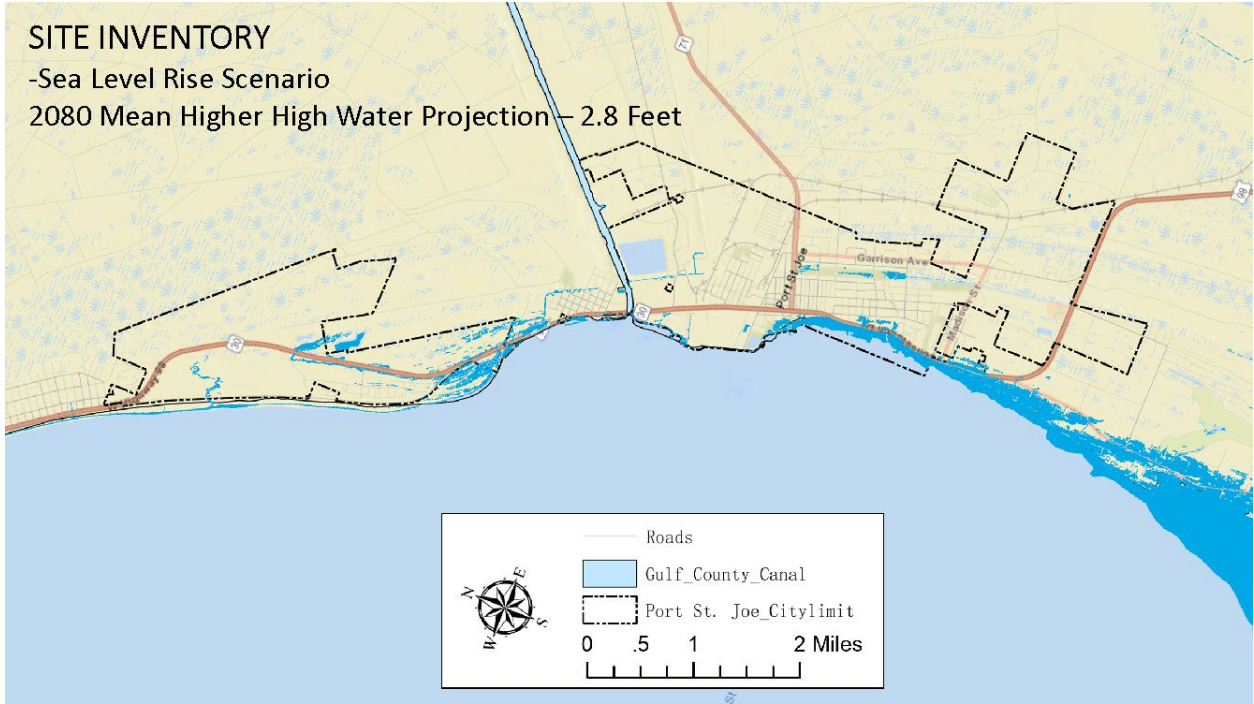 SITE INVENTORY
-Sea Level Rise Scenario
2080 Mean Higher High Water Projection – 2.8 Feet
71
98
Garrison Ave
Port St Joe
Madison St
30
30
Roads
Gulf_County_Canal
Port St. Joe_Citylimit
N
E
W
S
0 .5 1 2 Miles
St